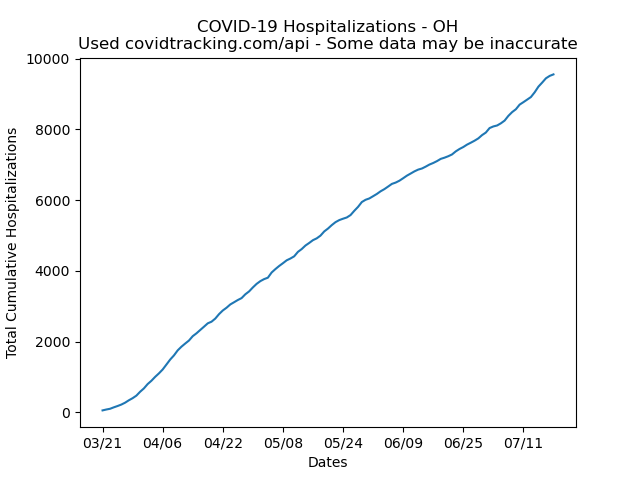 COVID-19 Hospitalizations - OH
Used covidtracking.com/api - Some data may be inaccurate
Total Cumulative Hospitalizations
10000
8000
6000
4000
2000
0
03/21 04/06 04/22 05/08 05/24 06/09 06/25 07/11
Dates